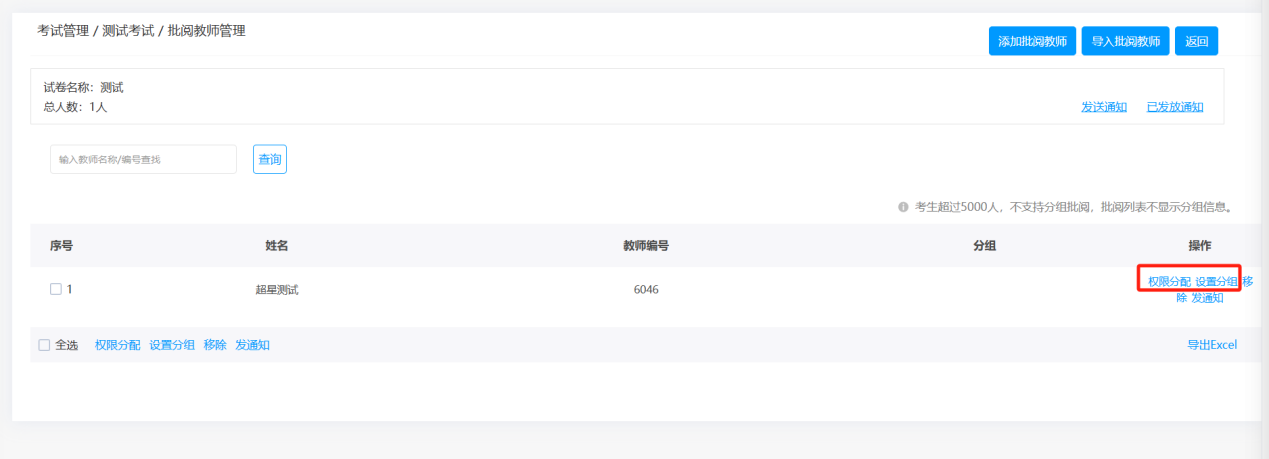 考试管理 / 测试考试 / 批阅教师管理
添加批阅教师 导入批阅教师 返回
试卷名称：测试
总人数：1人
发送通知 已发放通知
输入教师名称/编号查找 查询
考生超过5000人，不支持分组批阅，批阅列表不显示分组信息。
序号 姓名 教师编号 分组 操作
1 超星测试 6046 权限分配 设置分组 移
除 发通知
全选 权限分配 设置分组 移除 发通知 导出Excel